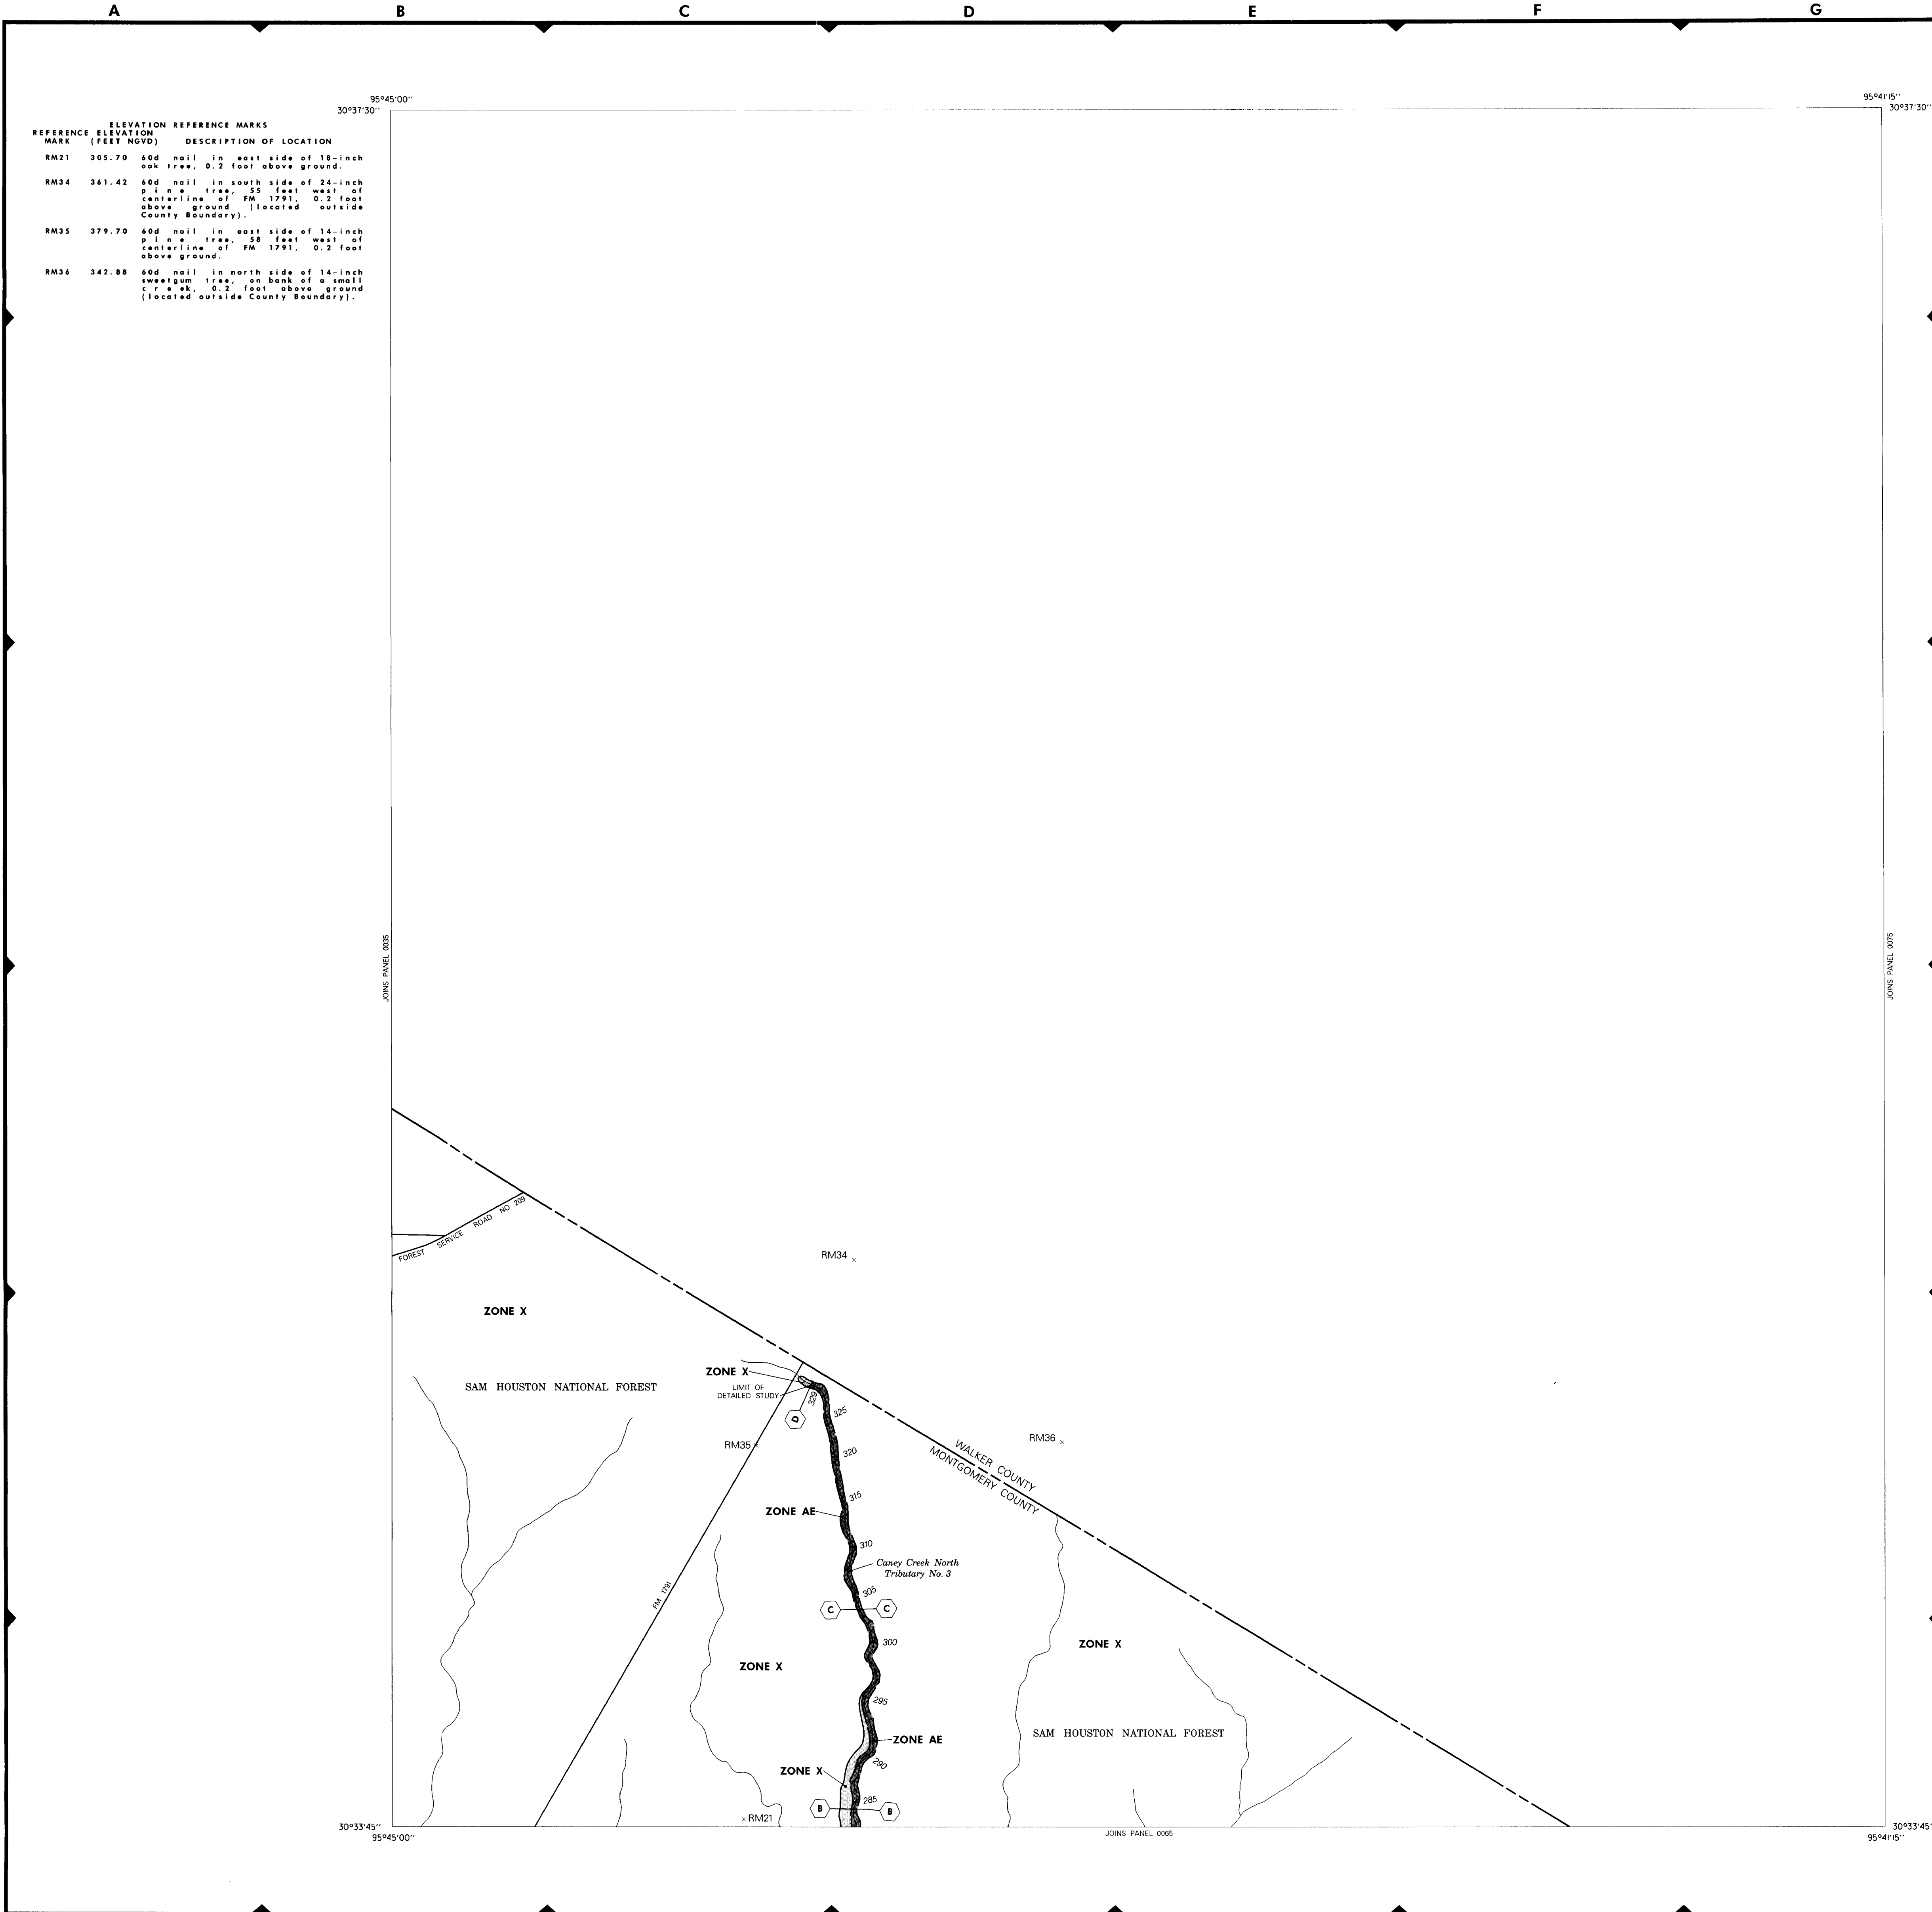 A B C D E F G
95°45'00''
95°41'15''
30°37'30''
30°37'30''
ELEVATION REFERENCE MARKS
REFERENCE ELEVATION
MARK (FEET NGVD) DESCRIPTION OF LOCATION
RM21 305.70 60d nail in east side of 18-inch
oak tree, 0.2 foot above ground.
RM34 361.42 60d nail in south side of 24-inch
pine tree, 55 feet west of
centerline of FM 1791, 0.2 foot
above ground (located outside
County Boundary).
RM35 379.70 60d nail in east side of 14-inch
pine tree, 58 feet west of
centerline of FM 1791, 0.2 foot
above ground.
RM36 342.88 60d nail in north side of 14-inch
sweetgum tree, on bank of a small
creek, 0.2 foot above ground
(located outside County Boundary).
JOINS PANEL 0035
JOINS PANEL 0075
FOREST SERVICE ROAD NO 209
RM34
ZONE X
ZONE X
SAM HOUSTON NATIONAL FOREST
LIMIT OF
DETAILED STUDY
329
D
325
RM35
320
RM36
WALKER COUNTY
MONTGOMERY COUNTY
315
ZONE AE
310
Caney Creek North
Tributary No. 3
FM 1791
305
C C
300
ZONE X
ZONE X
295
SAM HOUSTON NATIONAL FOREST
ZONE AE
290
ZONE X
285
B B
RM21
30°33'45''
30°33'45''
95°45'00''
JOINS PANEL 0065
95°41'15''